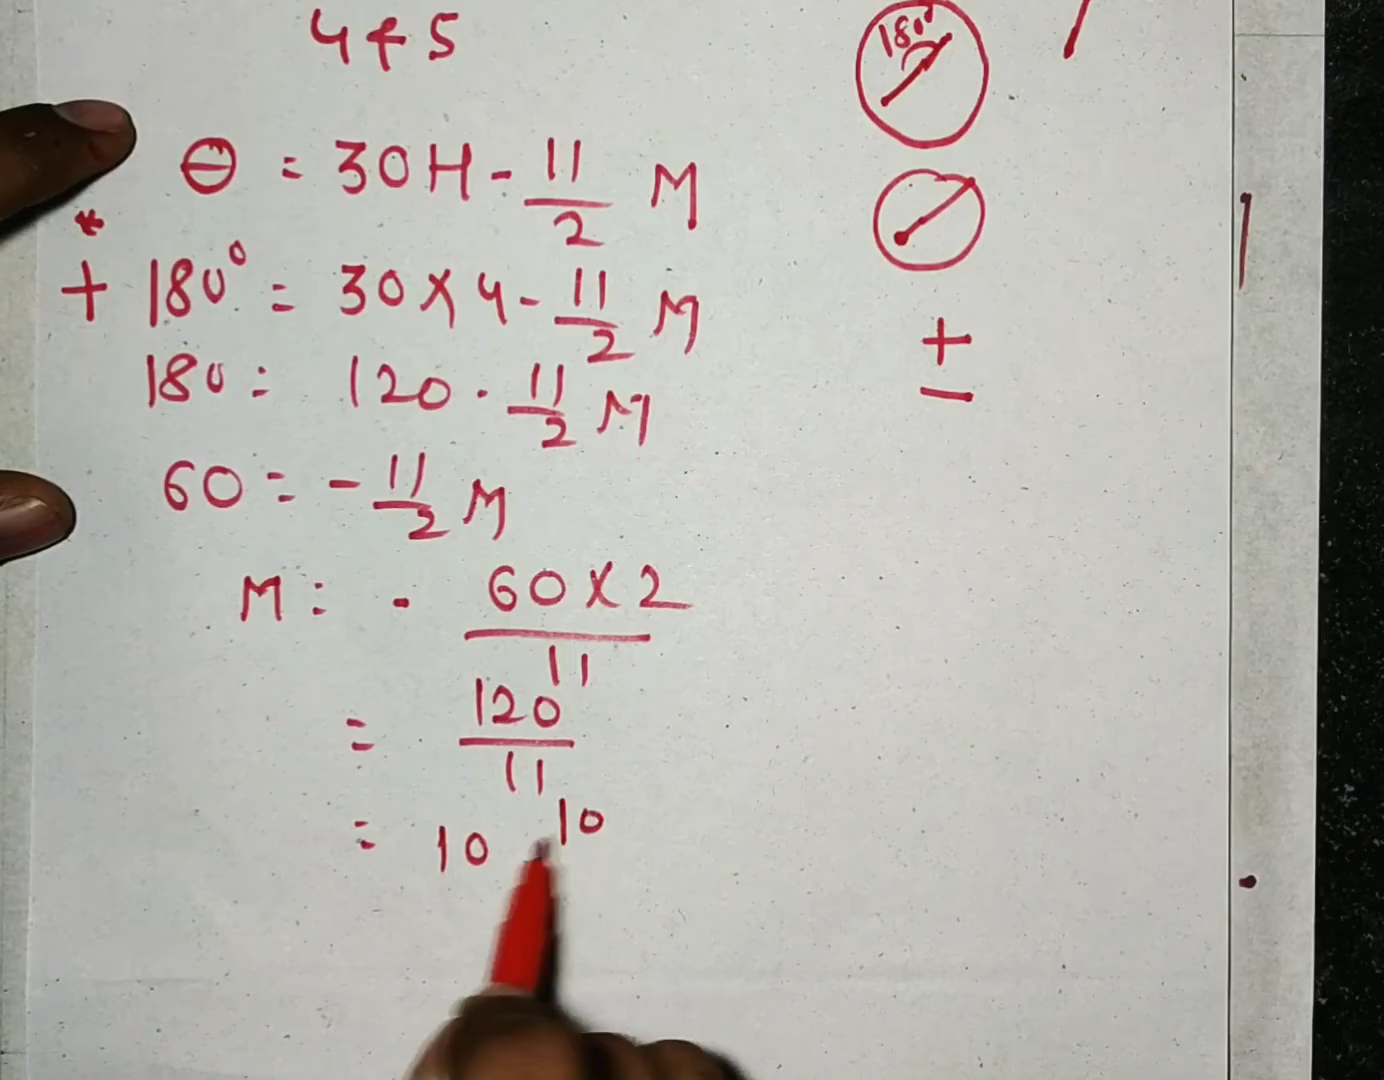 4 & 5
180°
θ = 30H - 11/2 M
*
+ 180° = 30 × 4 - 11/2 M
+
-
180 = 120 - 11/2 M
60 = - 11/2 M
M = - 60 × 2 / 11
= 120 / 11
= 10 10